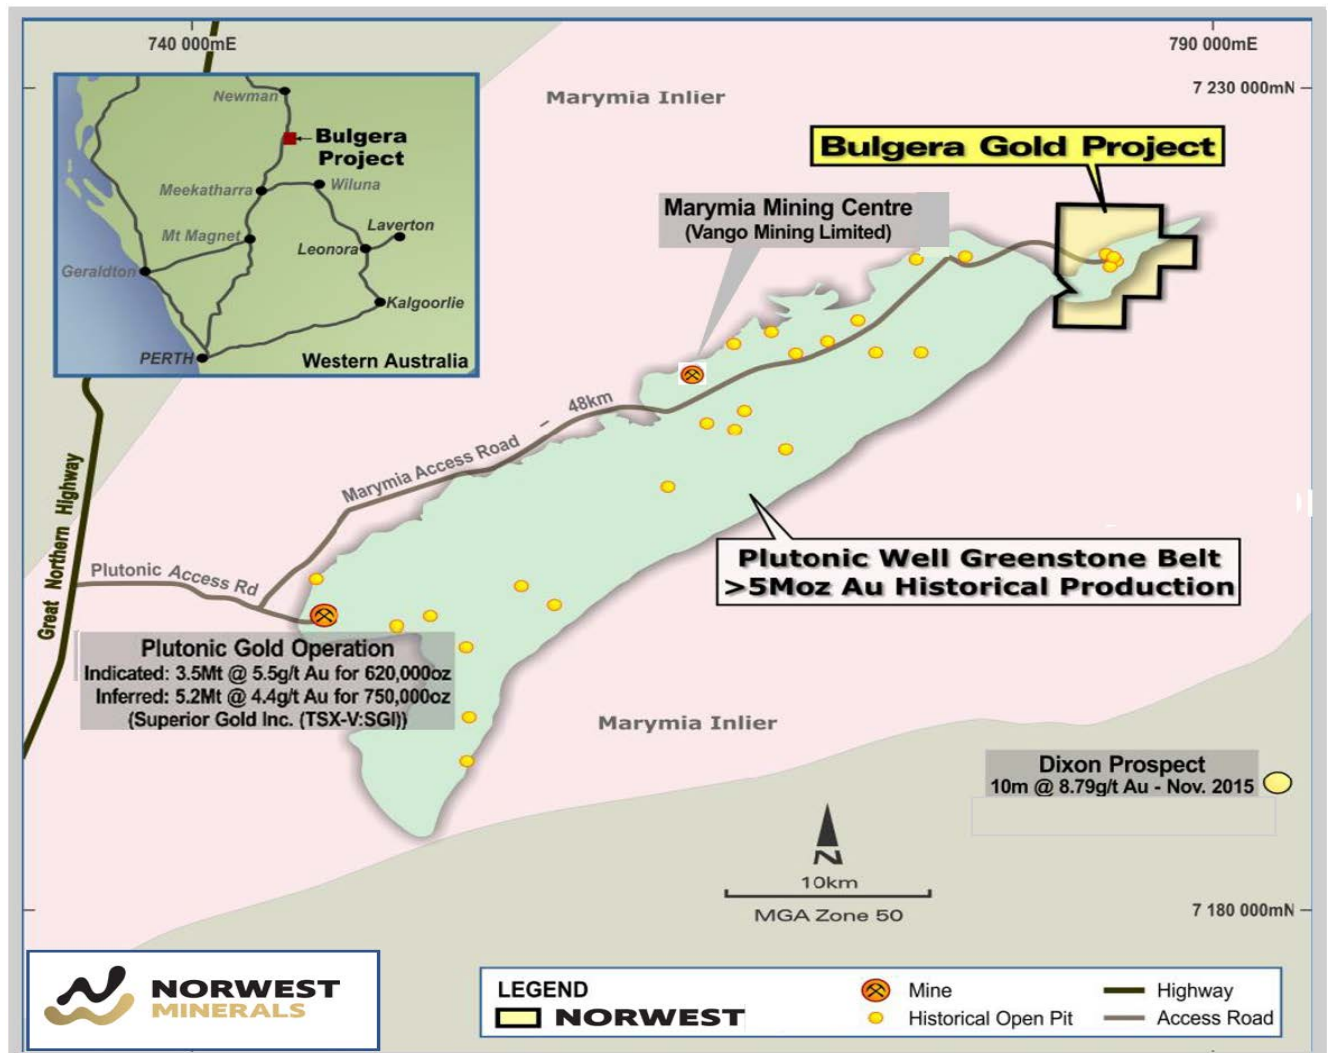 740 000mE
790 000mE
7 230 000mN
Marymia Inlier
Newman
Bulgera
Project
Meekatharra
Wiluna
Mt Magnet
Laverton
Leonora
Geraldton
Kalgoorlie
PERTH
Western Australia
Bulgera Gold Project
Marymia Mining Centre
(Vango Mining Limited)
Marymia Access Road – 48km
Great Northern Highway
Plutonic Access Rd
Plutonic Well Greenstone Belt
>5Moz Au Historical Production
Plutonic Gold Operation
Indicated: 3.5Mt @ 5.5g/t Au for 620,000oz
Inferred: 5.2Mt @ 4.4g/t Au for 750,000oz
(Superior Gold Inc. (TSX-V:SGI))
Marymia Inlier
Dixon Prospect
10m @ 8.79g/t Au - Nov. 2015
N
10km
MGA Zone 50
7 180 000mN
NORWEST
MINERALS
LEGEND
NORWEST
Mine
Historical Open Pit
Highway
Access Road